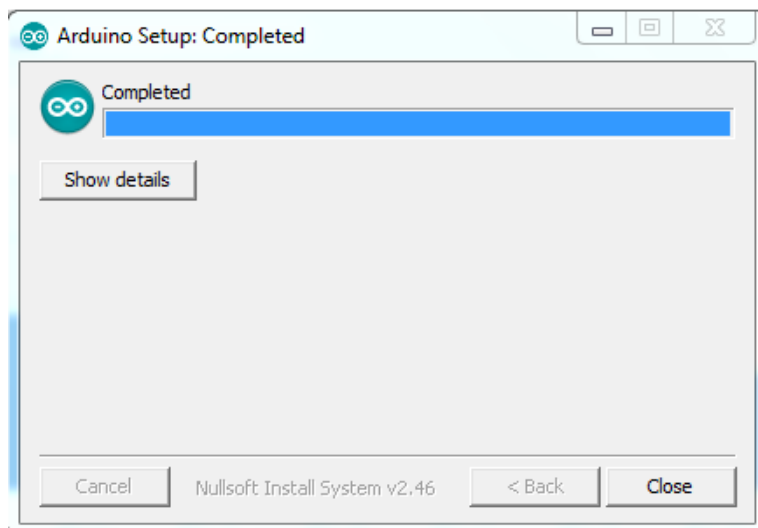 Arduino Setup: Completed
Completed
Show details
Cancel
Nullsoft Install System v2.46
< Back
Close